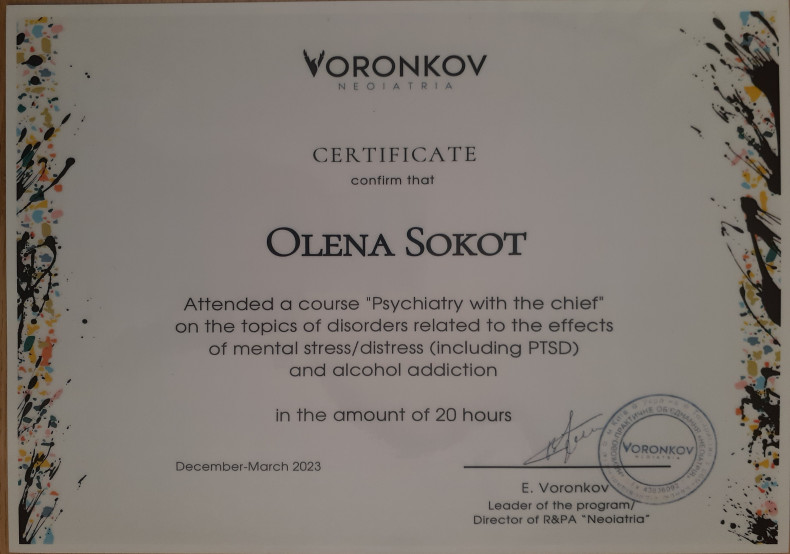 VORONKOV
NEOIATRIA
CERTIFICATE
confirm that
OLENA SOKOT
Attended a course "Psychiatry with the chief"
on the topics of disorders related to the effects
of mental stress/distress (including PTSD)
and alcohol addiction
in the amount of 20 hours
December-March 2023
VORONKOV
NEOIATRIA
E. Voronkov
Leader of the program/
Director of R&PA "Neoiatria"